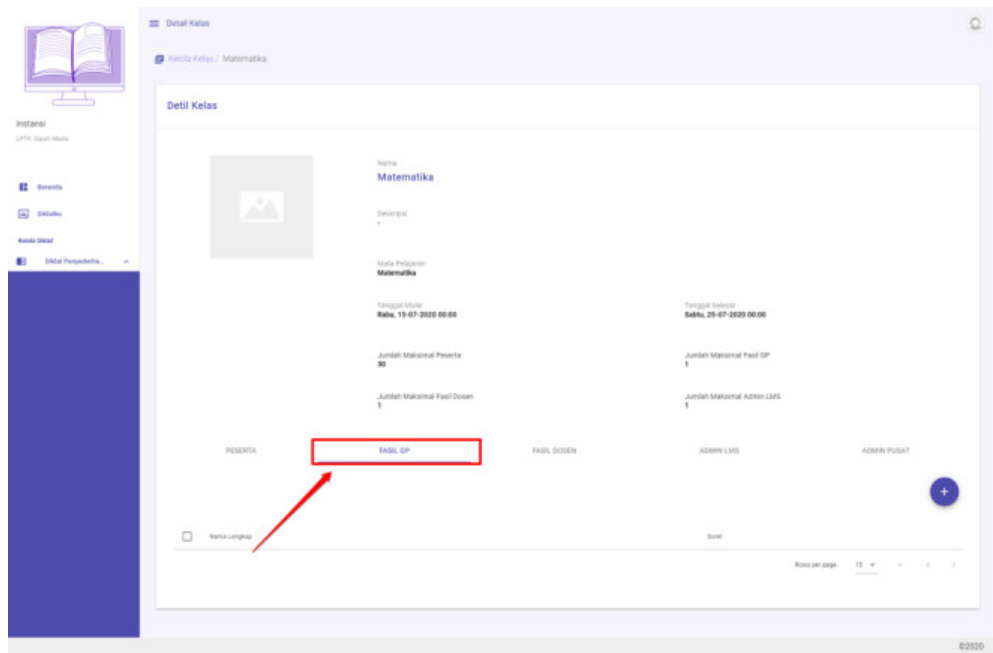 Detail Kelas
Kelola Kelas / Matematika
Detil Kelas
Instansi
Beranda
Diklatku
Kelola Diklat
Diklat Penyederha...
Nama
Matematika
Deskripsi
-
Mata Pelajaran
Matematika
Tanggal Mulai
Rabu, 15-07-2020 00:00
Tanggal Selesai
Sabtu, 25-07-2020 00:00
Jumlah Maksimal Peserta
30
Jumlah Maksimal Fasil GP
1
Jumlah Maksimal Fasil Dosen
1
Jumlah Maksimal Admin LMS
1
PESERTA FASIL GP FASIL DOSEN ADMIN LMS ADMIN PUSAT
+
Nama Lengkap Surel
Rows per page: 15
©2020